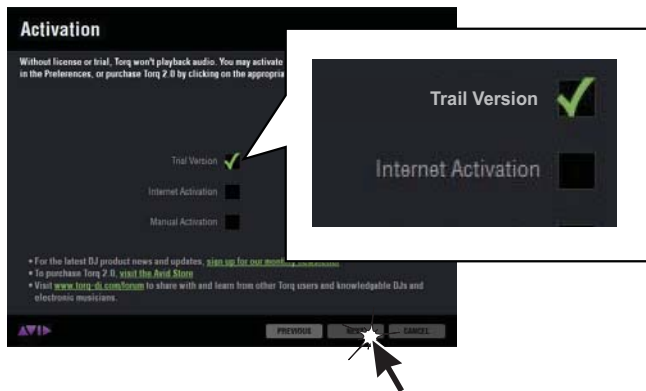 Activation
Without license or trial, Torq won't playback audio. You may activate
in the Preferences, or purchase Torq 2.0 by clicking on the appropria
Trial Version
Internet Activation
Manual Activation
Trail Version
Internet Activation
• For the latest DJ product news and updates, sign up for our monthly
• To purchase Torq 2.0, visit the Avid Store
• Visit www.torq-dj.com/forum to share with and learn from other Torq users and knowledgable DJs and
electronic musicians.
AVID
PREVIOUS
CANCEL